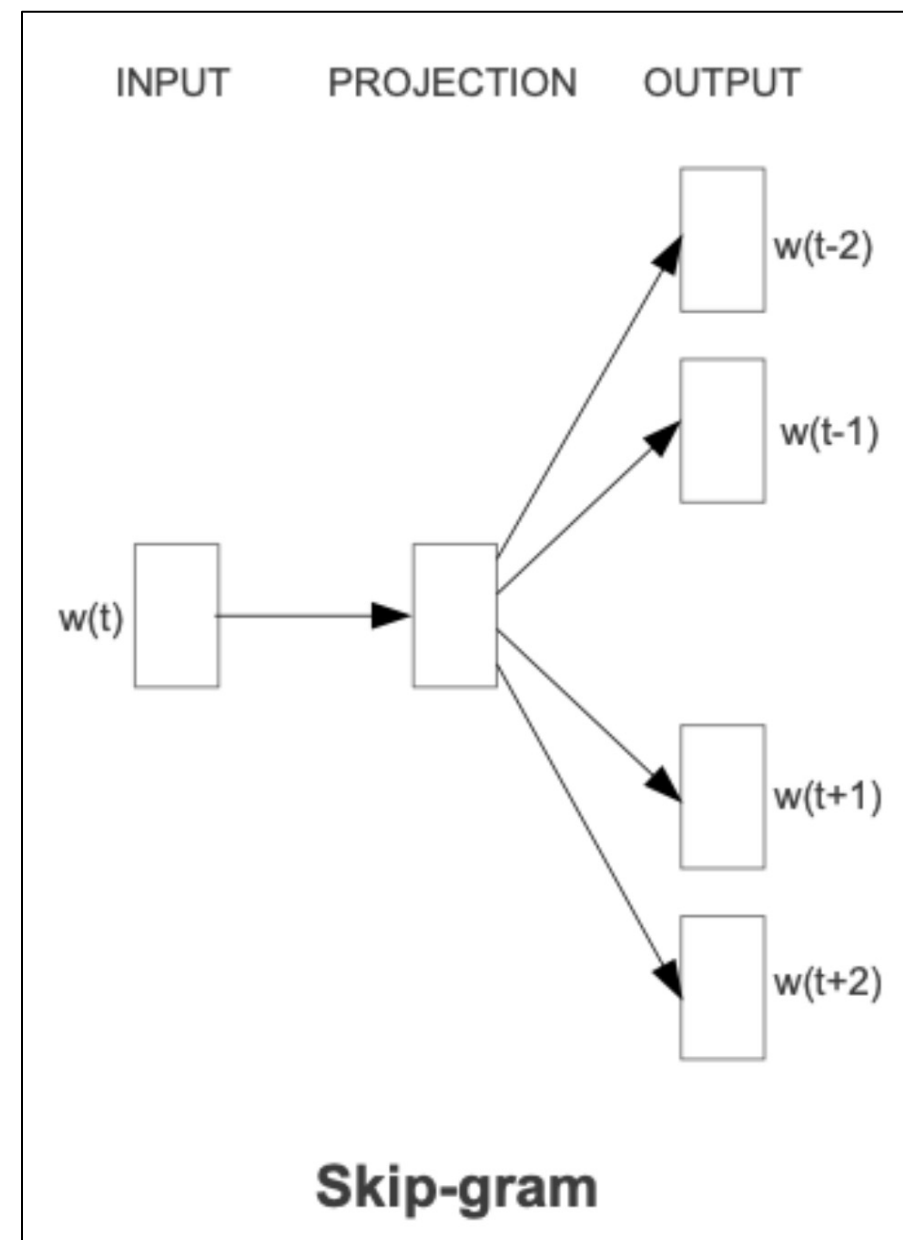 INPUT PROJECTION OUTPUT
w(t-2)
w(t-1)
w(t)
w(t+1)
w(t+2)
Skip-gram